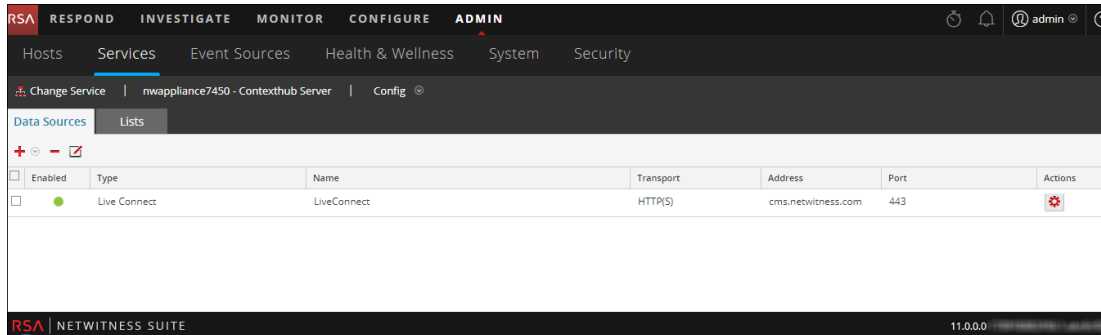 RSA RESPOND INVESTIGATE MONITOR CONFIGURE ADMIN admin
Hosts Services Event Sources Health & Wellness System Security
Change Service | nwappliance7450 - Contexthub Server | Config
Data Sources Lists
Enabled Type Name Transport Address Port Actions
Live Connect LiveConnect HTTP(S) cms.netwitness.com 443
RSA | NETWITNESS SUITE 11.0.0.0